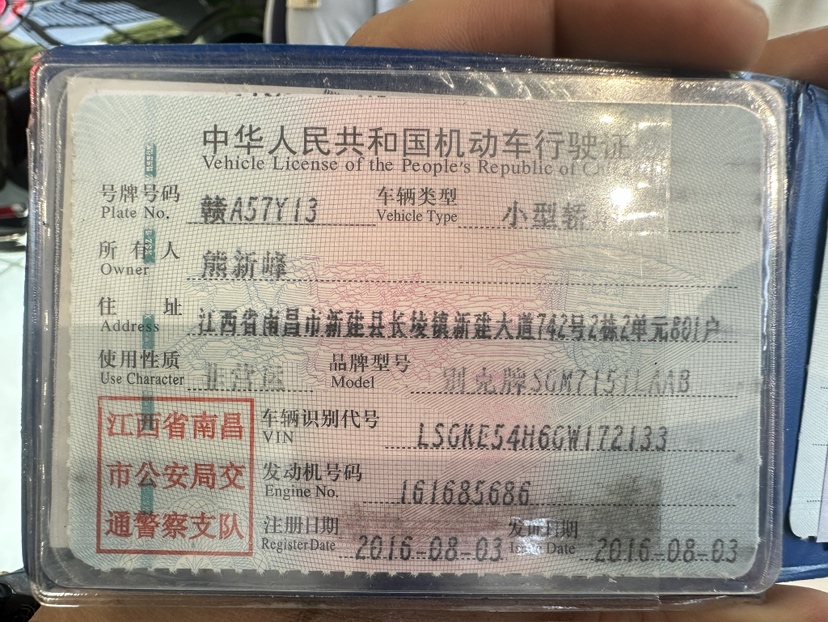 中华人民共和国机动车行驶证
Vehicle License of the People's Republic of
号牌号码 赣A57Y13 车辆类型 小型轿
Plate No. Vehicle Type
所有人 熊新峰
Owner
住址 江西省南昌市新建县长堎镇新建大道742号2栋2单元801户
Address
使用性质 非营运 品牌型号 别克牌SGM7151LAAB
Use Character Model
江西省南昌
市公安局交
通警察支队
车辆识别代号 LSGKE54H6GW172133
VIN
发动机号码 161685686
Engine No.
注册日期 2016-08-03 发证日期 2016-08-03
Register Date Issue Date